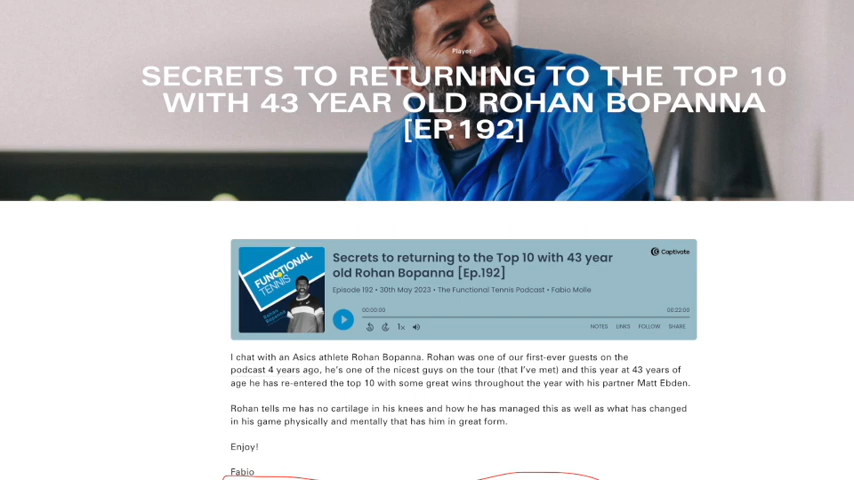 Player
SECRETS TO RETURNING TO THE TOP 10
WITH 43 YEAR OLD ROHAN BOPANNA
[EP.192]
Captivate
FUNCTIONAL
TENNIS
Rohan
Bopanna
Secrets to returning to the Top 10 with 43 year
old Rohan Bopanna [Ep.192]
Episode 192 • 30th May 2023 • The Functional Tennis Podcast • Fabio Molle
00:00:00
00:22:09
1x
NOTES LINKS FOLLOW SHARE
I chat with an Asics athlete Rohan Bopanna. Rohan was one of our first-ever guests on the
podcast 4 years ago, he's one of the nicest guys on the tour (that I've met) and this year at 43 years of
age he has re-entered the top 10 with some great wins throughout the year with his partner Matt Ebden.
Rohan tells me has no cartilage in his knees and how he has managed this as well as what has changed
in his game physically and mentally that has him in great form.
Enjoy!
Fabio